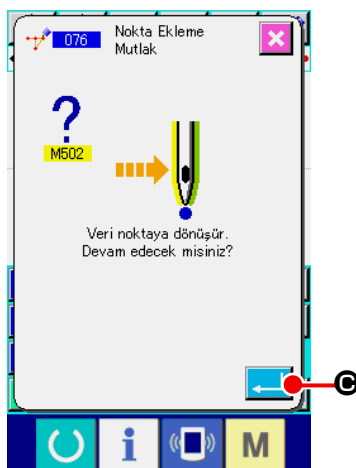 076
Nokta Ekleme
Mutlak
?
M502
Veri noktaya dönüşür.
Devam edecek misiniz?
C
i
M